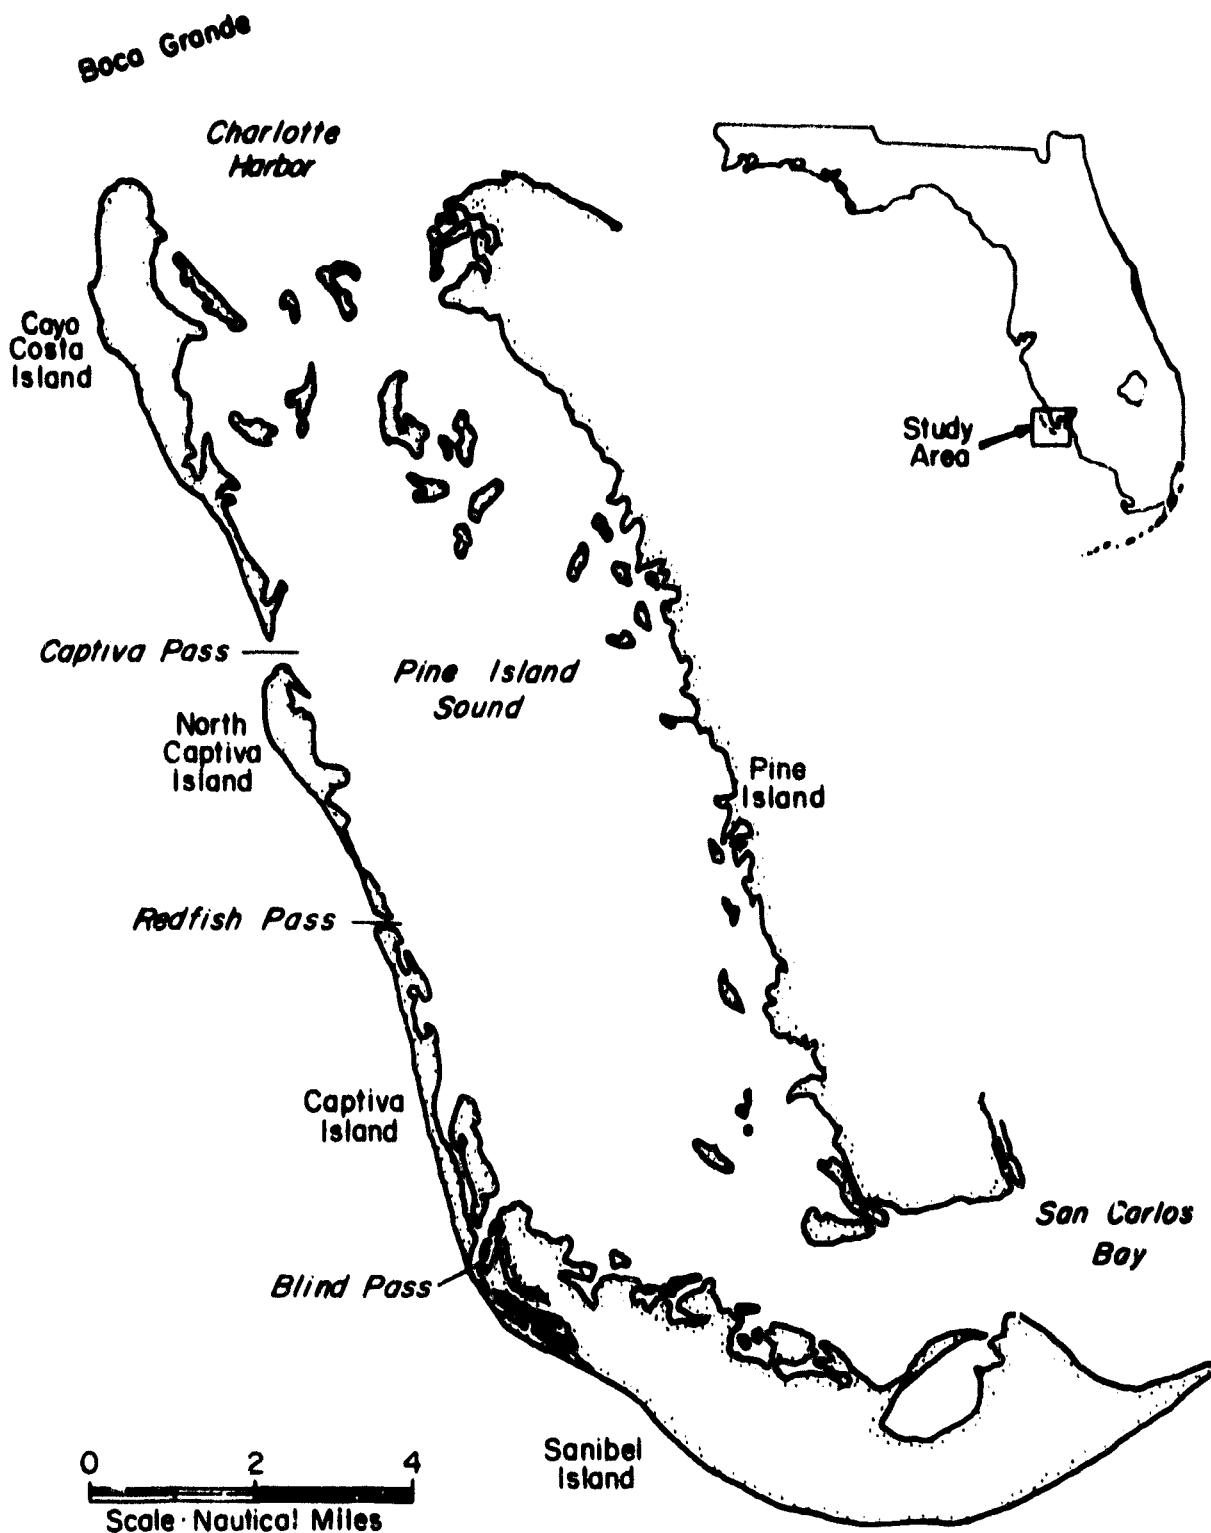 Boca Grande
Charlotte
Harbor
Cayo
Costa
Island
Study
Area
Captiva Pass
Pine Island
Sound
North
Captiva
Island
Pine
Island
Redfish Pass
Captiva
Island
San Carlos
Bay
Blind Pass
Sanibel
Island
0 2 4
Scale · Nautical Miles